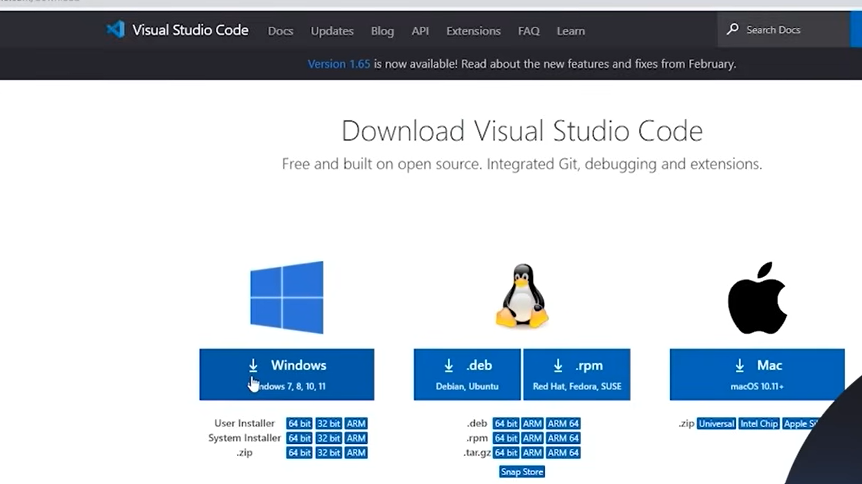 Visual Studio Code Docs Updates Blog API Extensions FAQ Learn Search Docs
Version 1.65 is now available! Read about the new features and fixes from February.
Download Visual Studio Code
Free and built on open source. Integrated Git, debugging and extensions.
Windows
7, 8, 10, 11
.deb
Debian, Ubuntu
.rpm
Red Hat, Fedora, SUSE
Mac
macOS 10.11+
User Installer 64 bit 32 bit ARM
System Installer 64 bit 32 bit ARM
.zip 64 bit 32 bit ARM
.deb 64 bit ARM ARM 64
.rpm 64 bit ARM ARM 64
.tar.gz 64 bit ARM ARM 64
Snap Store
.zip Universal Intel Chip Apple